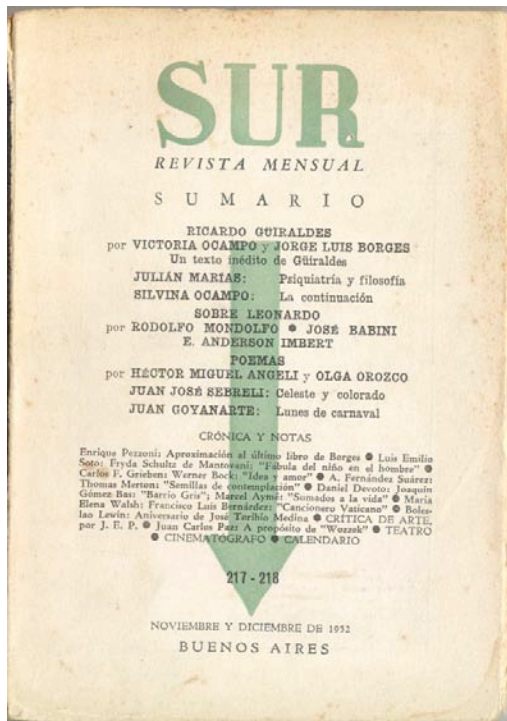 SUR
REVISTA MENSUAL
SUMARIO
RICARDO GÜIRALDES
por VICTORIA OCAMPO y JORGE LUIS BORGES
Un texto inédito de Güiraldes
JULIÁN MARÍAS: Psiquiatría y filosofía
SILVINA OCAMPO: La continuación
SOBRE LEONARDO
por RODOLFO MONDOLFO ● JOSÉ BABINI
E. ANDERSON IMBERT
POEMAS
por HÉCTOR MIGUEL ANGELI y OLGA OROZCO
JUAN JOSÉ SEBRELI: Celeste y colorado
JUAN GOYANARTE: Lunes de carnaval
CRÓNICA Y NOTAS
Enrique Pezzoni: Aproximación al último libro de Borges ● Luis Emilio
Soto: Fryda Schultz de Mantovani: "Fábula del niño en el hombre" ●
Carlos F. Grieben: Werner Bock: "Idea y amor" ● A. Fernández Suárez:
Thomas Merton: "Semillas de contemplación" ● Daniel Devoto: Joaquín
Gómez Bas: "Barrio Gris"; Marcel Aymé: "Sumados a la vida" ● María
Elena Walsh: Francisco Luis Bernárdez: "Cancionero Vaticano" ● Boles-
lao Lewin: Aniversario de José Toribio Medina ● CRÍTICA DE ARTE,
por J. E. P. ● Juan Carlos Paz: A propósito de "Wozzek" ● TEATRO
● CINEMATÓGRAFO ● CALENDARIO
217 - 218
NOVIEMBRE Y DICIEMBRE DE 1952
BUENOS AIRES